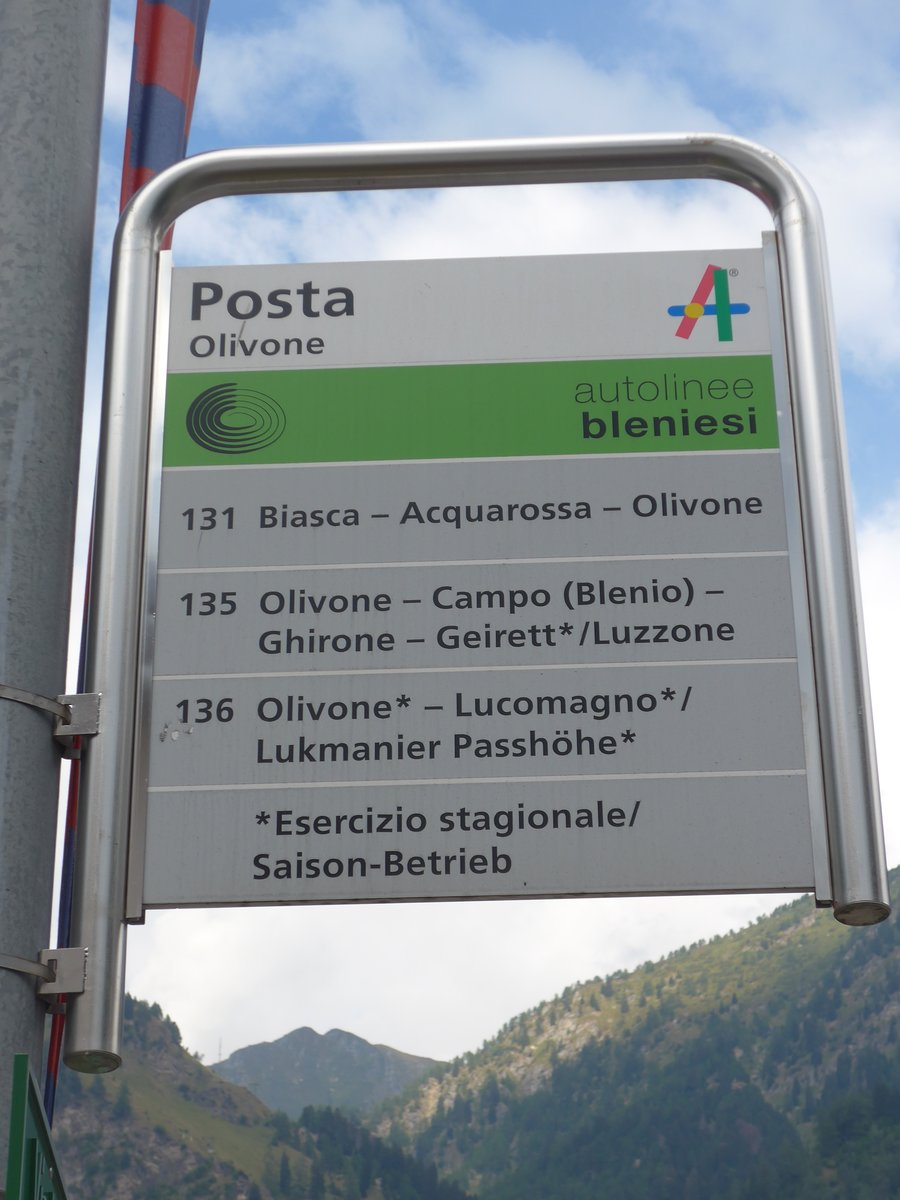 Posta
Olivone
®
autolinee
bleniesi
131 Biasca – Acquarossa – Olivone
135 Olivone – Campo (Blenio) –
Ghirone – Geirett*/Luzzone
136 Olivone* – Lucomagno*/
Lukmanier Passhöhe*
*Esercizio stagionale/
Saison-Betrieb